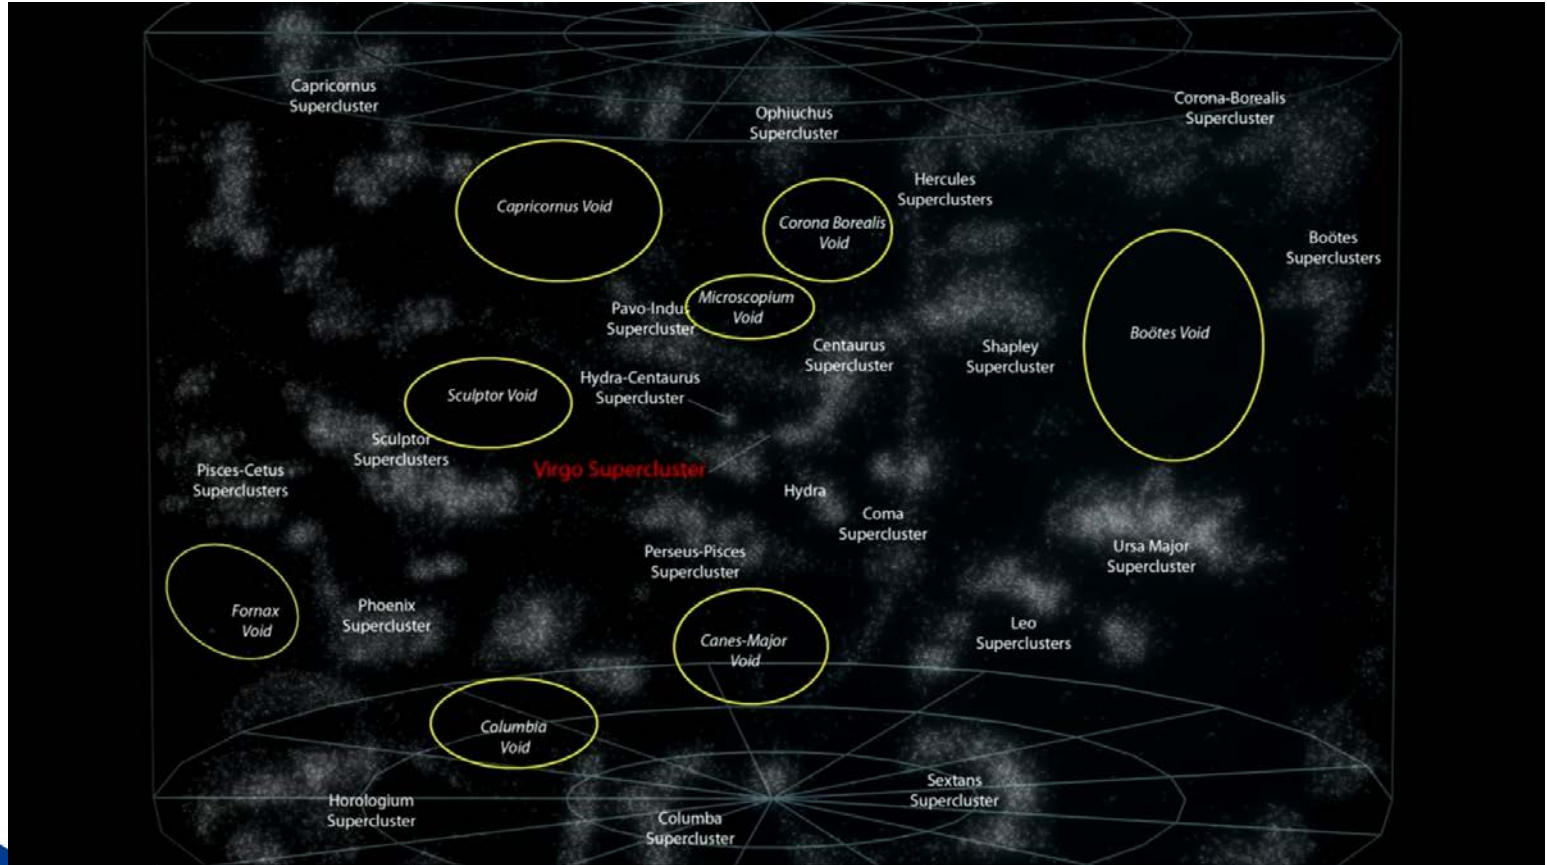 Capricornus
Supercluster
Ophiuchus
Supercluster
Corona-Borealis
Supercluster
Capricornus Void
Hercules
Superclusters
Corona Borealis
Void
Boötes
Superclusters
Pavo-Indus
Supercluster
Microscopium
Void
Boötes Void
Centaurus
Supercluster
Shapley
Supercluster
Hydra-Centaurus
Supercluster
Sculptor Void
Sculptor
Superclusters
Pisces-Cetus
Superclusters
Virgo Supercluster
Hydra
Coma
Supercluster
Perseus-Pisces
Supercluster
Ursa Major
Supercluster
Fornax
Void
Phoenix
Supercluster
Canes-Major
Void
Leo
Superclusters
Columbia
Void
Horologium
Supercluster
Columba
Supercluster
Sextans
Supercluster